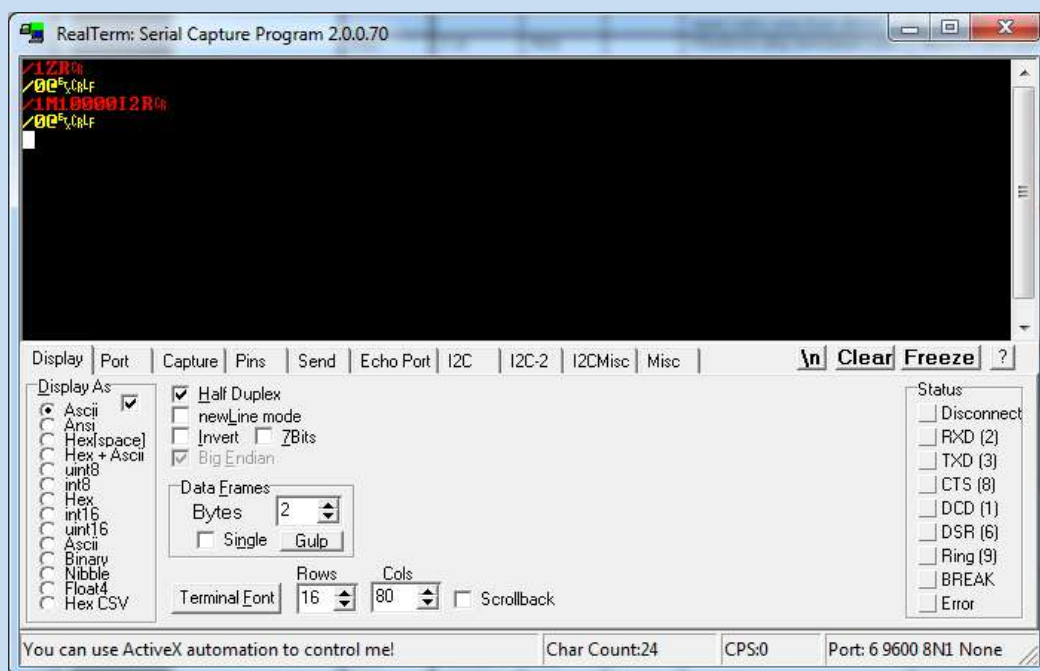 RealTerm: Serial Capture Program 2.0.0.70
/1ZRCR
/0@ETXCRLF
/1M10000I2RCR
/0@ETXCRLF
Display Port Capture Pins Send Echo Port I2C I2C-2 I2CMisc Misc \n Clear Freeze ?
Display As
Ascii
Ansi
Hex[space]
Hex + Ascii
uint8
int8
Hex
int16
uint16
Ascii
Binary
Nibble
Float4
Hex CSV
Half Duplex
newLine mode
Invert 7Bits
Big Endian
Data Frames
Bytes 2
Single Gulp
Rows Cols
Terminal Font 16 80 Scrollback
Status
Disconnect
RXD (2)
TXD (3)
CTS (8)
DCD (1)
DSR (6)
Ring (9)
BREAK
Error
You can use ActiveX automation to control me! Char Count:24 CPS:0 Port: 6 9600 8N1 None